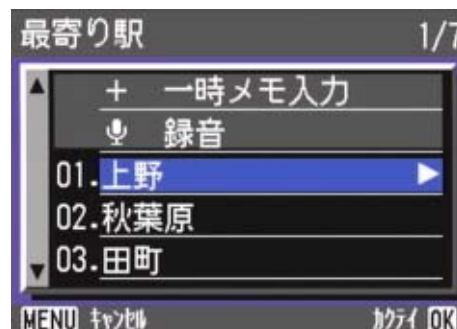 最寄り駅 1/7
+ 一時メモ入力
録音
01.上野
02.秋葉原
03.田町
MENU ｷｬﾝｾﾙ ｶｸﾃｲ OK